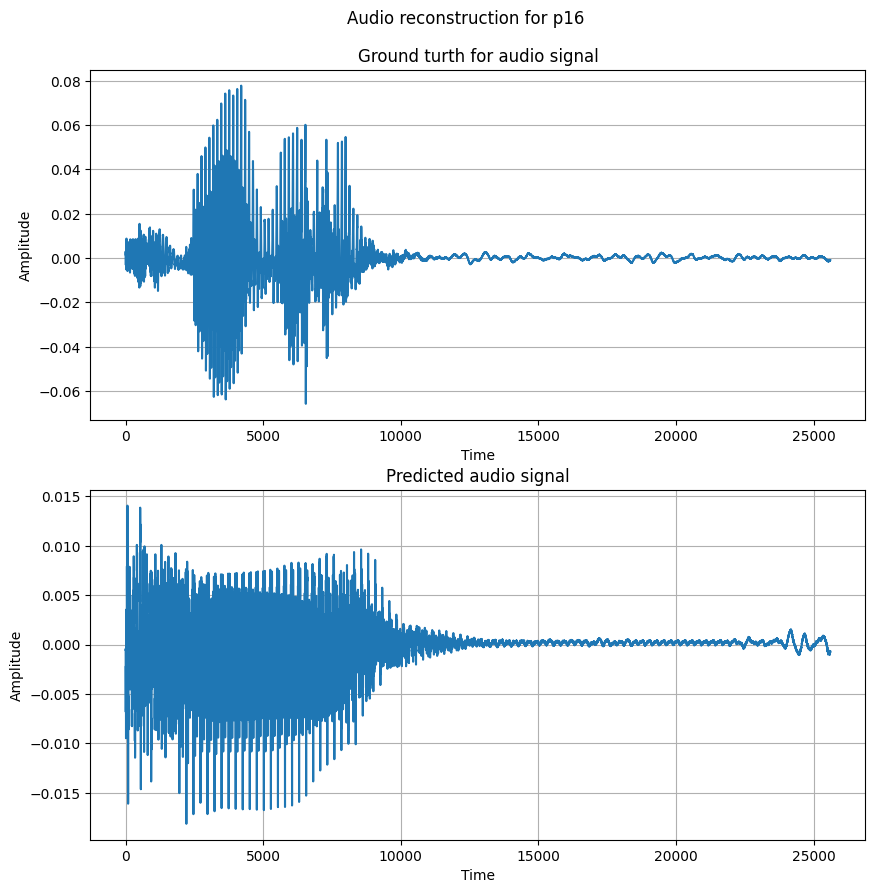 Audio reconstruction for p16
Ground turth for audio signal
0.08
0.06
0.04
0.02
0.00
−0.02
−0.04
−0.06
Amplitude
0 5000 10000 15000 20000 25000
Time
Predicted audio signal
0.015
0.010
0.005
0.000
−0.005
−0.010
−0.015
Amplitude
0 5000 10000 15000 20000 25000
Time